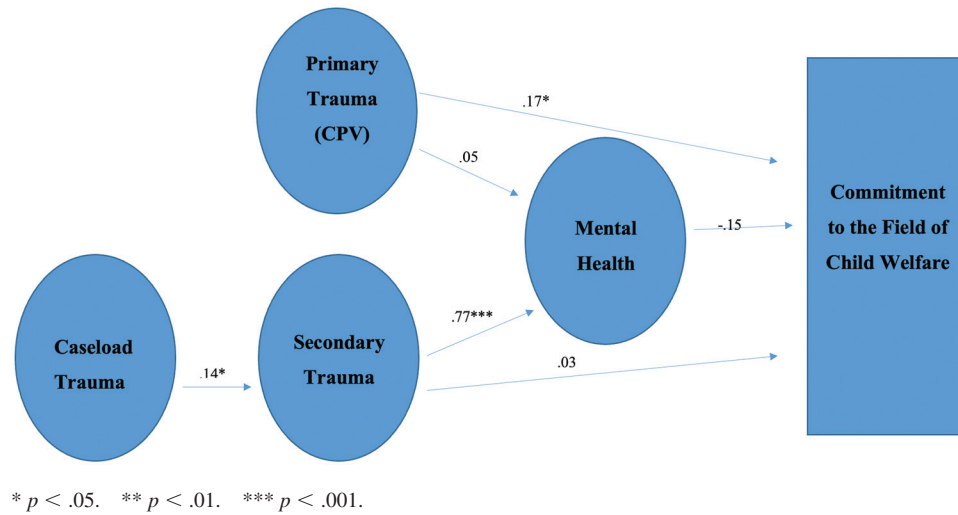 Primary
Trauma
(CPV)
.17*
.05
Mental
Health
-.15
Commitment
to the Field of
Child Welfare
Caseload
Trauma
.14*
Secondary
Trauma
.77***
.03
* p < .05. ** p < .01. *** p < .001.